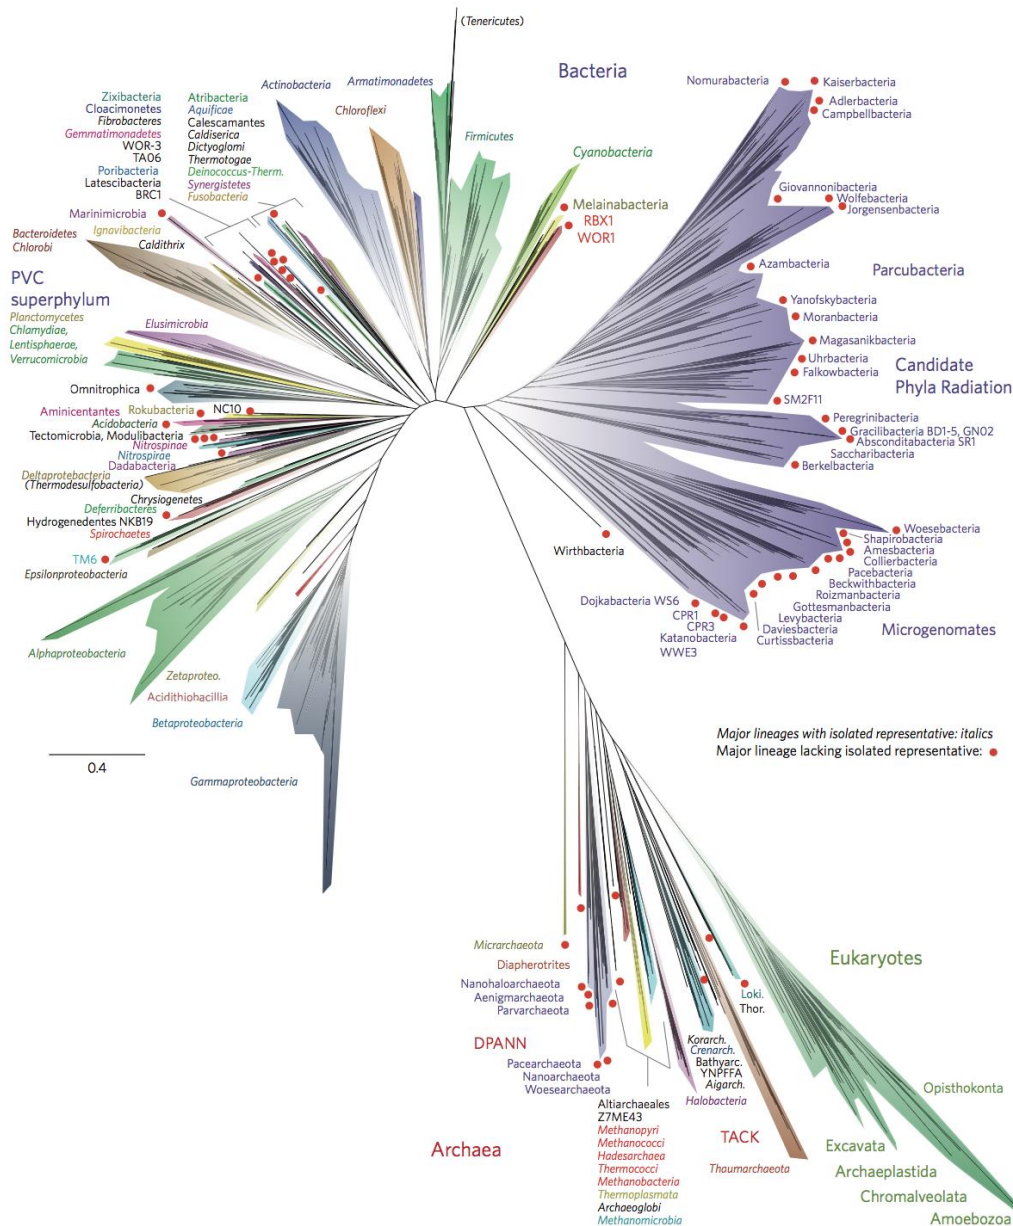 (Tenericutes)
Bacteria
Actinobacteria
Armatimonadetes
Chloroflexi
Firmicutes
Cyanobacteria
Melainabacteria
RBX1
WOR1
Zixibacteria
Cloacimonetes
Fibrobacteres
Gemmatimonadetes
WOR-3
TA06
Poribacteria
Latescibacteria
BRC1
Atribacteria
Aquificae
Calescamantes
Caldiserica
Dictyoglomi
Thermotogae
Deinococcus-Therm.
Synergistetes
Fusobacteria
Marinimicrobia
Ignavibacteria
Bacteroidetes
Chlorobi
Caldithrix
PVC
superphylum
Planctomycetes
Chlamydiae,
Lentisphaerae,
Verrucomicrobia
Elusimicrobia
Omnitrophica
Aminicentantes
Rokubacteria
NC10
Acidobacteria
Tectomicrobia, Modulibacteria
Nitrospinae
Nitrospirae
Dadabacteria
Deltaprotebacteria
(Thermodesulfobacteria)
Chrysiogenetes
Deferribacteres
Hydrogenedentes NKB19
Spirochaetes
TM6
Epsilonproteobacteria
Alphaproteobacteria
Zetaproteo.
Acidithiobacillia
Betaproteobacteria
Gammaproteobacteria
0.4
Nomurabacteria
Kaiserbacteria
Adlerbacteria
Campbellbacteria
Giovannonibacteria
Wolfebacteria
Jorgensenbacteria
Azambacteria
Parcubacteria
Yanofskybacteria
Moranbacteria
Magasanikbacteria
Uhrbacteria
Falkowbacteria
Candidate
Phyla Radiation
SM2F11
Peregrinibacteria
Gracilibacteria BD1-5, GN02
Absconditabacteria SR1
Saccharibacteria
Berkelbacteria
Wirthbacteria
Woesebacteria
Shapirobacteria
Amesbacteria
Collierbacteria
Pacebacteria
Beckwithbacteria
Roizmanbacteria
Gottesmanbacteria
Levybacteria
Daviesbacteria
Curtissbacteria
Microgenomates
Dojkabacteria WS6
CPR1
CPR3
Katanobacteria
WWE3
Major lineages with isolated representative: italics
Major lineage lacking isolated representative:
Micrarchaeota
Diapherotrites
Nanohaloarchaeota
Aenigmarchaeota
Parvarchaeota
DPANN
Pacearchaeota
Nanoarchaeota
Woesearchaeota
Archaea
Altiarchaeales
Z7ME43
Methanopyri
Methanococci
Hadesarchaea
Thermococci
Methanobacteria
Thermoplasmata
Archaeoglobi
Methanomicrobia
Halobacteria
Korarch.
Crenarch.
Bathyarc.
YNPFFA
Aigarch.
TACK
Thaumarchaeota
Loki.
Thor.
Eukaryotes
Opisthokonta
Excavata
Archaeplastida
Chromalveolata
Amoebozoa